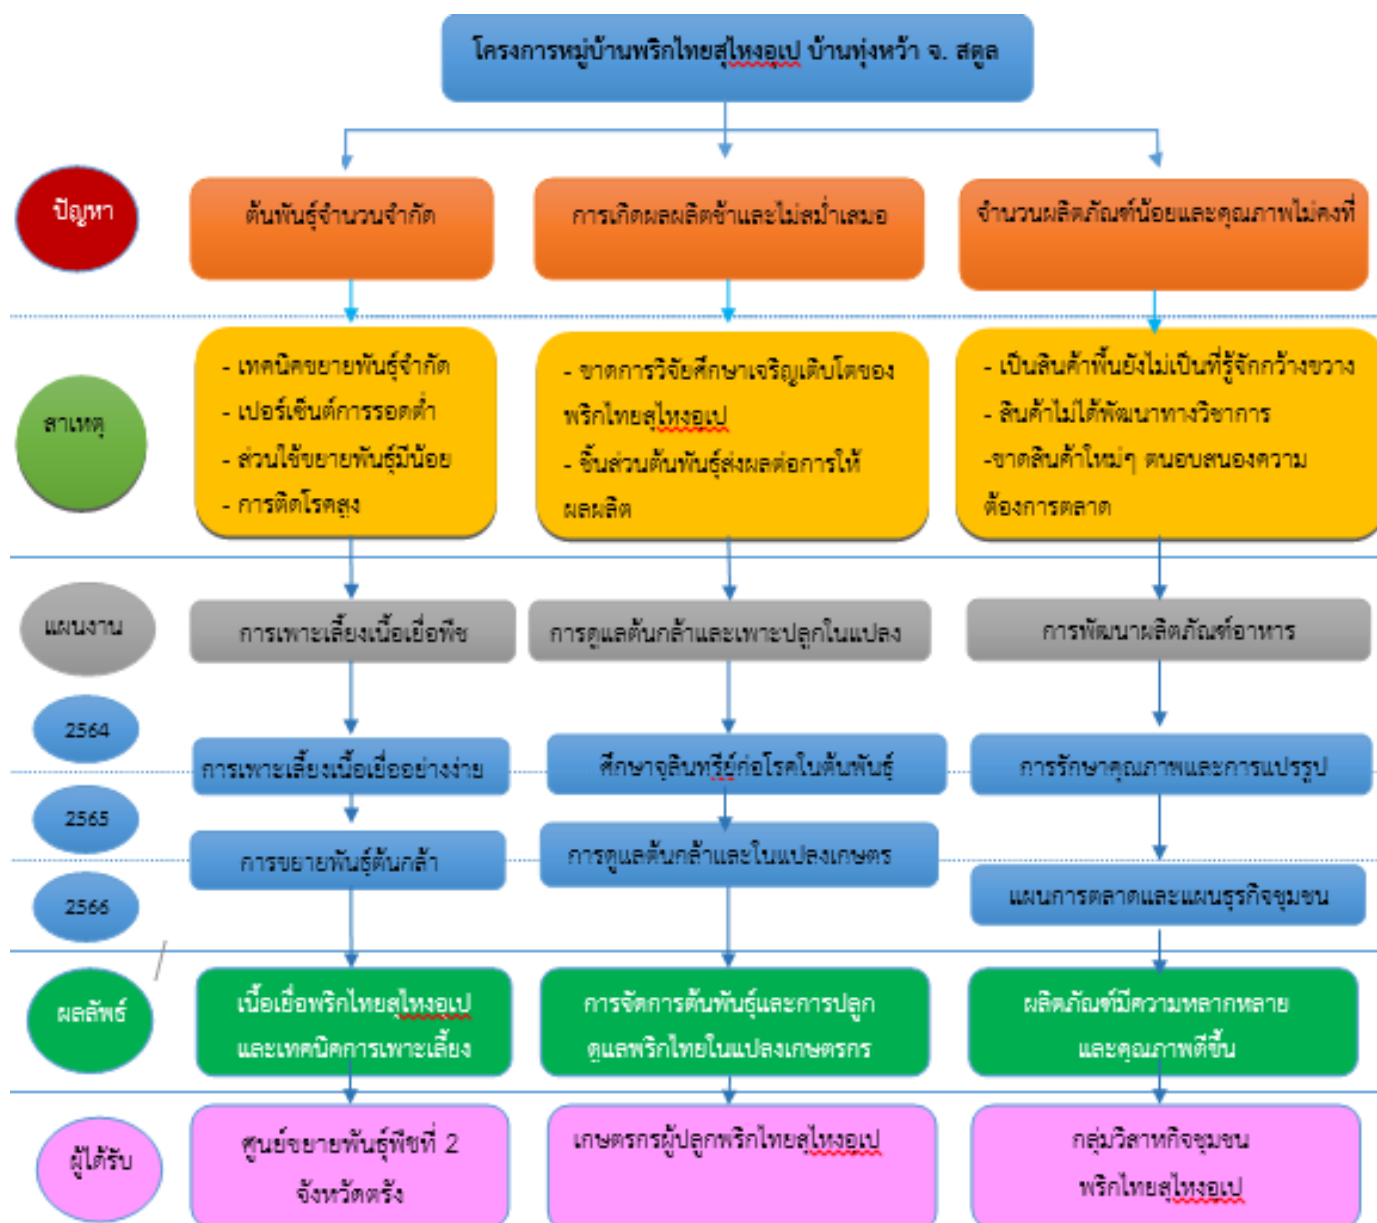 โครงการหมู่บ้านพริกไทยสุไหงอุเป บ้านทุ่งหว้า จ. สตูล
ปัญหา
ต้นพันธุ์จำนวนจำกัด
การเกิดผลผลิตช้าและไม่สม่ำเสมอ
จำนวนผลิตภัณฑ์น้อยและคุณภาพไม่คงที่
สาเหตุ
- เทคนิคขยายพันธุ์จำกัด
- เปอร์เซ็นต์การรอดต่ำ
- ส่วนใช้ขยายพันธุ์มีน้อย
- การติดโรคสูง
- ขาดการวิจัยศึกษาเจริญเติบโตของ
พริกไทยสุไหงอุเป
- ชิ้นส่วนต้นพันธุ์ส่งผลต่อการให้
ผลผลิต
- เป็นสินค้าพื้นยังไม่เป็นที่รู้จักกว้างขวาง
- สินค้าไม่ได้พัฒนาทางวิชาการ
-ขาดสินค้าใหม่ๆ ตนอบสนองความ
ต้องการตลาด
แผนงาน
การเพาะเลี้ยงเนื้อเยื่อพืช
การดูแลต้นกล้าและเพาะปลูกในแปลง
การพัฒนาผลิตภัณฑ์อาหาร
2564
การเพาะเลี้ยงเนื้อเยื่ออย่างง่าย
ศึกษาจุลินทรีย์ก่อโรคในต้นพันธุ์
การรักษาคุณภาพและการแปรรูป
2565
การขยายพันธุ์ต้นกล้า
การดูแลต้นกล้าและในแปลงเกษตร
2566
แผนการตลาดและแผนธุรกิจชุมชน
ผลลัพธ์
เนื้อเยื่อพริกไทยสุไหงอุเป
และเทคนิคการเพาะเลี้ยง
การจัดการต้นพันธุ์และการปลูก
ดูแลพริกไทยในแปลงเกษตรกร
ผลิตภัณฑ์มีความหลากหลาย
และคุณภาพดีขึ้น
ผู้ได้รับ
ศูนย์ขยายพันธุ์พืชที่ 2
จังหวัดตรัง
เกษตรกรผู้ปลูกพริกไทยสุไหงอุเป
กลุ่มวิสาหกิจชุมชน
พริกไทยสุไหงอุเป